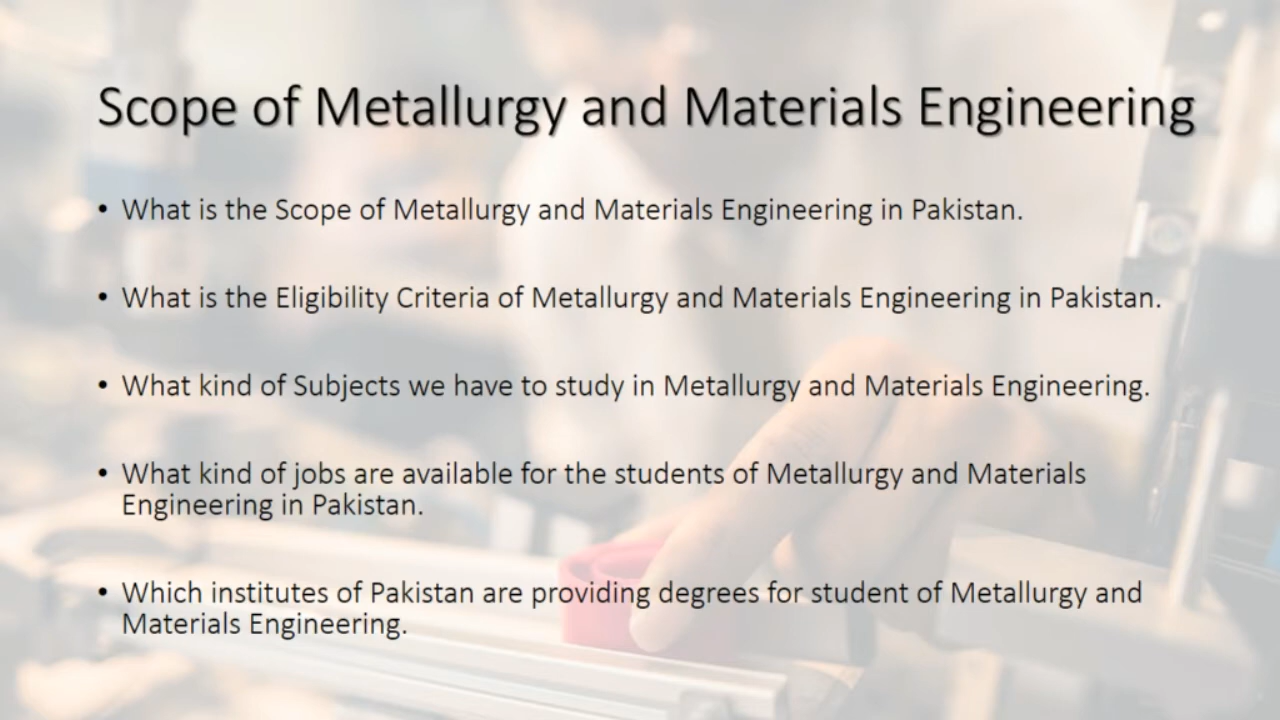 Scope of Metallurgy and Materials Engineering
• What is the Scope of Metallurgy and Materials Engineering in Pakistan.
• What is the Eligibility Criteria of Metallurgy and Materials Engineering in Pakistan.
• What kind of Subjects we have to study in Metallurgy and Materials Engineering.
• What kind of jobs are available for the students of Metallurgy and Materials
Engineering in Pakistan.
• Which institutes of Pakistan are providing degrees for student of Metallurgy and
Materials Engineering.